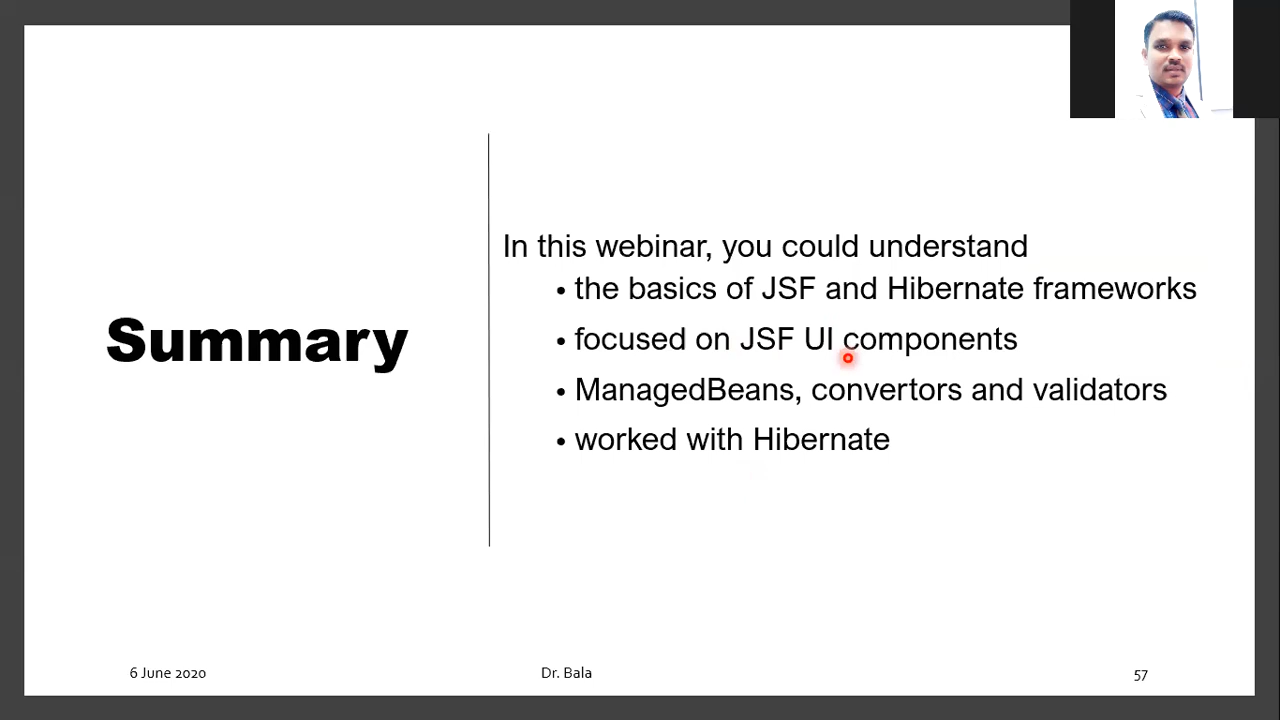 Summary
In this webinar, you could understand
• the basics of JSF and Hibernate frameworks
• focused on JSF UI components
• ManagedBeans, convertors and validators
• worked with Hibernate
6 June 2020
Dr. Bala
57